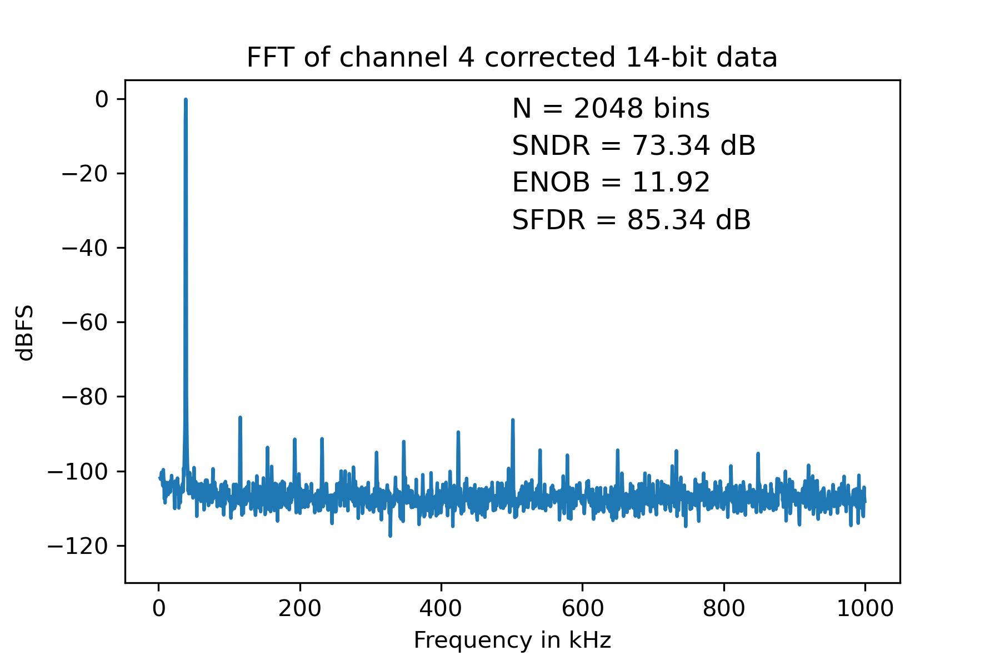 FFT of channel 4 corrected 14-bit data
N = 2048 bins
SNDR = 73.34 dB
ENOB = 11.92
SFDR = 85.34 dB
dBFS
0
−20
−40
−60
−80
−100
−120
0 200 400 600 800 1000
Frequency in kHz